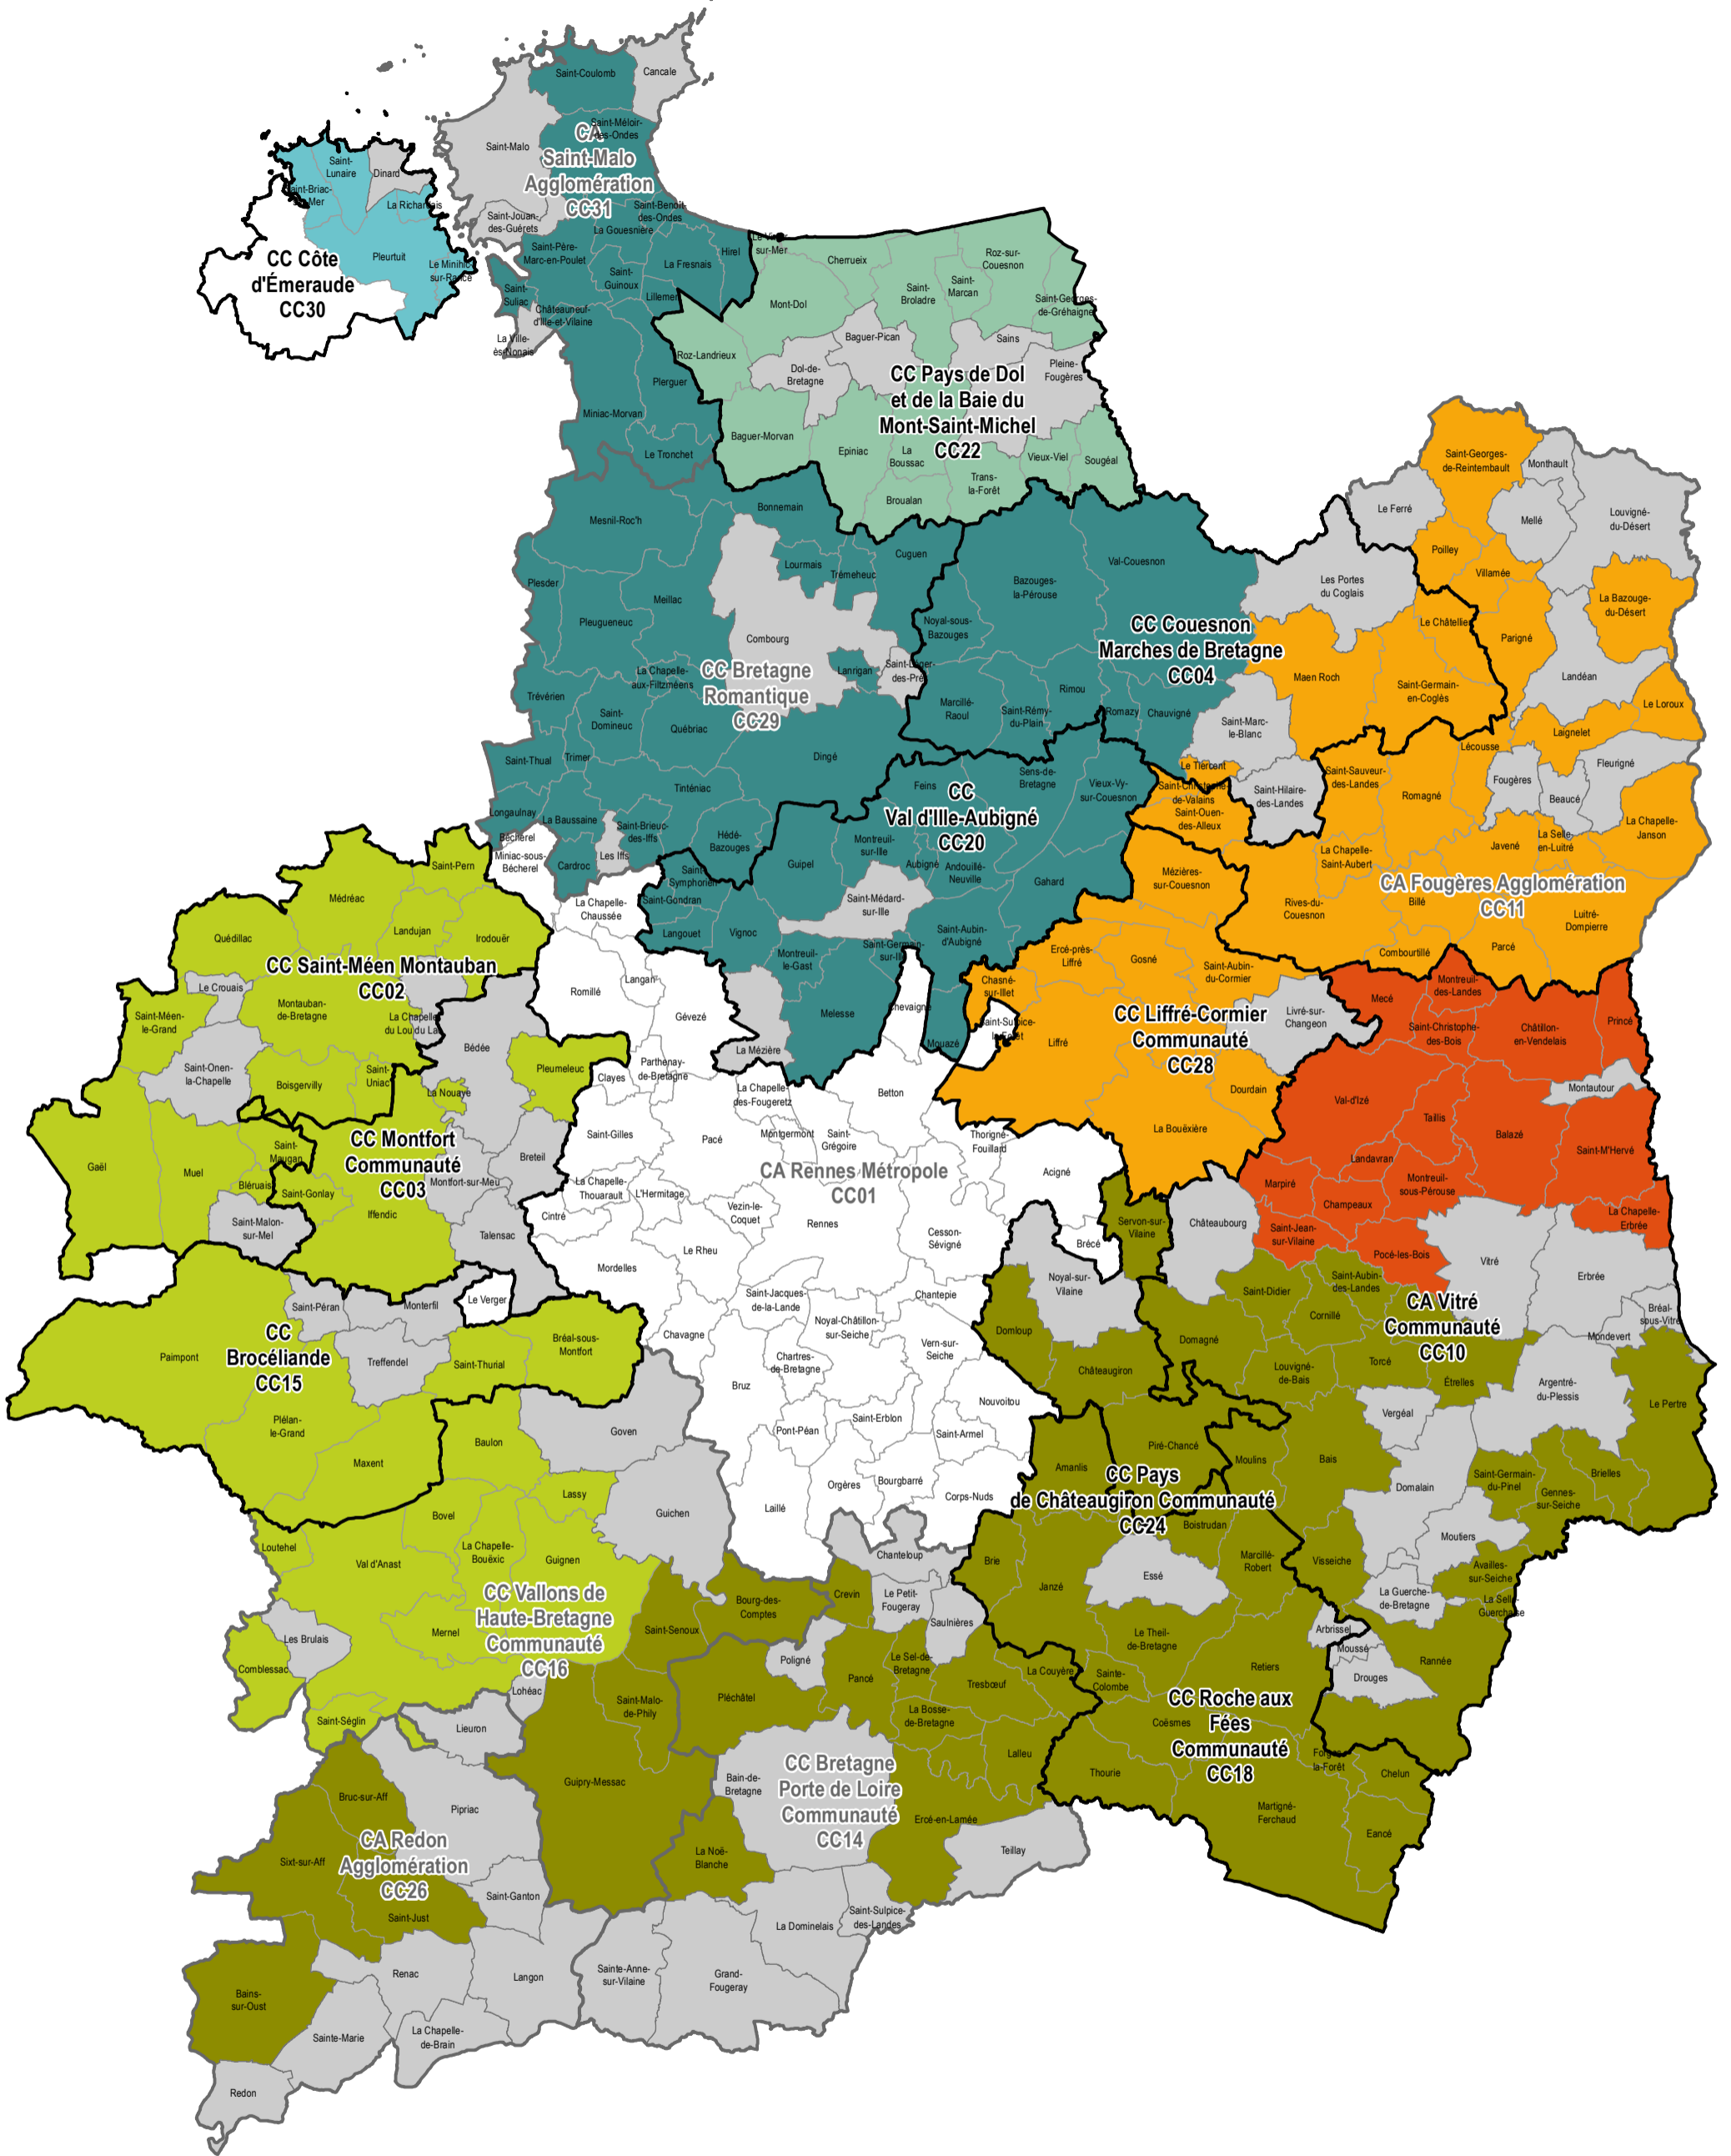 Saint-Coulomb
Cancale
Saint-Méloir-
des-Ondes
Saint-Malo
CA
Saint-Malo
Agglomération
CC31
Saint-
Lunaire
Dinard
La Richardais
Pleurtuit
CC Côte
d'Émeraude
CC30
Saint-Jouan-
des-Guérets
Saint-Benoît-
des-Ondes
La Gouesnière
Saint-Père-
Marc-en-Poulet
La Fresnais
Hirel
Saint-
Guinoux
Saint-
Suliac
Lillemer
Châteauneuf-
d'Ille-et-Vilaine
La Ville-
ès-Nonais
Plerguer
Miniac-Morvan
Le Tronchet
sur-Mer
Cherrueix
Roz-sur-
Couesnon
Saint-
Marcan
Saint-
Broladre
Mont-Dol
Saint-Georges-
de-Gréhaigne
Baguer-Pican
Sains
Roz-Landrieux
Dol-de-
Bretagne
Pleine-
Fougères
CC Pays de Dol
et de la Baie du
Mont-Saint-Michel
CC22
Baguer-Morvan
Epiniac
La
Boussac
Vieux-Viel
Sougéal
Trans-
la-Forêt
Broualan
Bonnemain
Mesnil-Roc'h
Cuguen
Lourmais
Trémeheuc
Plesder
Meillac
Pleugueneuc
Combourg
CC Bretagne
Romantique
CC29
Lanrigan
Saint-Léger-
des-Prés
La Chapelle-
aux-Filtzméens
Trévérien
Saint-
Domineuc
Québriac
Dingé
Saint-Thual
Trimer
Tinténiac
Longaulnay
La Baussaine
Saint-Brieuc-
des-Iffs
Hédé-
Bazouges
Bécherel
Miniac-sous-
Bécherel
Cardroc
Les Iffs
Bazouges-
la-Pérouse
Val-Couesnon
Noyal-sous-
Bazouges
CC Couesnon
Marches de Bretagne
CC04
Les Portes
du Coglais
Le Châtellier
Maen Roch
Saint-Germain-
en-Coglès
Marcillé-
Raoul
Saint-Rémy-
du-Plain
Rimou
Romazy
Chauvigné
Saint-Marc-
le-Blanc
Le Tiercent
Saint-Christophe-
de-Valains
Saint-Ouen-
des-Alleux
Saint-Hilaire-
des-Landes
Saint-Georges-
de-Reintembault
Monthault
Le Ferré
Mellé
Louvigné-
du-Désert
Poilley
Villamée
La Bazouge-
du-Désert
Parigné
Landéan
Le Loroux
Laignelet
Lécousse
Fleurigné
Saint-Sauveur-
des-Landes
Fougères
Beaucé
Romagné
La Chapelle-
Janson
La Selle-
en-Luitré
Javené
La Chapelle-
Saint-Aubert
CA Fougères Agglomération
CC11
Billé
Rives-du-
Couesnon
Luitré-
Dompierre
Parcé
Combourtillé
CC
Val d'Ille-Aubigné
CC20
Feins
Sens-de-
Bretagne
Vieux-Vy-
sur-Couesnon
Montreuil-
sur-Ille
Guipel
Aubigné
Andouillé-
Neuville
Gahard
Saint-
Symphorien
Saint-Gondran
Saint-Médard-
sur-Ille
Langouet
Vignoc
Saint-Aubin-
d'Aubigné
Montreuil-
le-Gast
Saint-Germain-
sur-Ille
Melesse
Mouazé
La Mézière
Mézières-
sur-Couesnon
Ercé-près-
Liffré
Gosné
Saint-Aubin-
du-Cormier
Chasné-
sur-Illet
Livré-sur-
Changeon
CC Liffré-Cormier
Communauté
CC28
Liffré
Dourdain
La Bouëxière
Saint-Pern
Médréac
Landujan
Irodouër
Quédillac
CC Saint-Méen Montauban
CC02
Le Crouais
Montauban-
de-Bretagne
Saint-Méen-
le-Grand
Saint-Onen-
la-Chapelle
Boisgervilly
Saint-
Uniac
Gaël
Muel
Saint-
Maugan
Bléruais
Saint-Malon-
sur-Mel
Bédée
Pleumeleuc
La Nouaye
CC Montfort
Communauté
CC03
Breteil
Montfort-sur-Meu
Saint-Gonlay
Iffendic
Talensac
La Chapelle-
Chaussée
Langan
Romillé
Gévezé
Chevaigné
Saint-Sulpice-
la-Forêt
Parthenay-
de-Bretagne
Clayes
La Chapelle-
des-Fougeretz
Betton
Saint-Gilles
Pacé
Montgermont
Saint-
Grégoire
Thorigné-
Fouillard
Acigné
CA Rennes Métropole
CC01
La Chapelle-
Thouarault
L'Hermitage
Vezin-le-
Coquet
Cintré
Rennes
Cesson-
Sévigné
Brécé
Le Rheu
Mordelles
Le Verger
Saint-Jacques-
de-la-Lande
Chantepie
Noyal-Châtillon-
sur-Seiche
Chavagne
Vern-sur-
Seiche
Chartres-
de-Bretagne
Bruz
Nouvoitou
Saint-Erblon
Pont-Péan
Saint-Armel
Orgères
Bourgbarré
Corps-Nuds
Laillé
Mecé
Montreuil-
des-Landes
Saint-Christophe-
des-Bois
Châtillon-
en-Vendelais
Princé
Montautour
Val-d'Izé
Taillis
Balazé
Saint-M'Hervé
Landavran
Marpiré
Montreuil-
sous-Pérouse
Champeaux
La Chapelle-
Erbrée
Saint-Jean-
sur-Vilaine
Pocé-les-Bois
Vitré
Erbrée
Châteaubourg
Saint-Didier
Saint-Aubin-
des-Landes
Cornillé
CA Vitré
Communauté
CC10
Bréal-
sous-Vitré
Mondevert
Domagné
Louvigné-
de-Bais
Torcé
Étrelles
Argentré-
du-Plessis
Le Pertre
Vergéal
Bais
Moulins
Domalain
Saint-Germain-
du-Pinel
Brielles
Gennes-
sur-Seiche
Moutiers
Visseiche
Availles-
sur-Seiche
La Guerche-
de-Bretagne
La Selle-
Guerchaise
Arbrissel
Moussé
Drouges
Rannée
Servon-sur-
Vilaine
Noyal-sur-
Vilaine
Domloup
Châteaugiron
Piré-Chancé
CC Pays
de Châteaugiron Communauté
CC24
Amanlis
Boistrudan
Brie
Janzé
Essé
Marcillé-
Robert
Le Theil-
de-Bretagne
Retiers
Sainte-
Colombe
CC Roche aux
Fées
Communauté
CC18
Coësmes
Forges-
la-Forêt
Thourie
Chelun
Martigné-
Ferchaud
Eancé
Saint-Péran
Monterfil
CC
Brocéliande
CC15
Paimpont
Treffendel
Saint-Thurial
Bréal-sous-
Montfort
Plélan-
le-Grand
Maxent
Baulon
Goven
Lassy
Guichen
Bovel
Loutehel
Val d'Anast
La Chapelle-
Bouëxic
Guignen
CC Vallons de
Haute-Bretagne
Communauté
CC16
Bourg-des-
Comptes
Saint-Senoux
Mernel
Les Brulais
Comblessac
Lohéac
Saint-Séglin
Lieuron
Saint-Malo-
de-Phily
Guipry-Messac
Chanteloup
Crevin
Le Petit-
Fougeray
Saulnières
Poligné
Pancé
Le Sel-de-
Bretagne
Tresbœuf
La Couyère
Pléchâtel
La Bosse-
de-Bretagne
Lalleu
CC Bretagne
Porte de Loire
Communauté
CC14
Bain-de-
Bretagne
Ercé-en-Lamée
Teillay
La Noë-
Blanche
La Dominelais
Saint-Sulpice-
des-Landes
Sainte-Anne-
sur-Vilaine
Grand-
Fougeray
Bruc-sur-Aff
Pipriac
CA Redon
Agglomération
CC26
Sixt-sur-Aff
Saint-Ganton
Saint-Just
Renac
Langon
Bains-
sur-Oust
Sainte-Marie
La Chapelle-
de-Brain
Redon